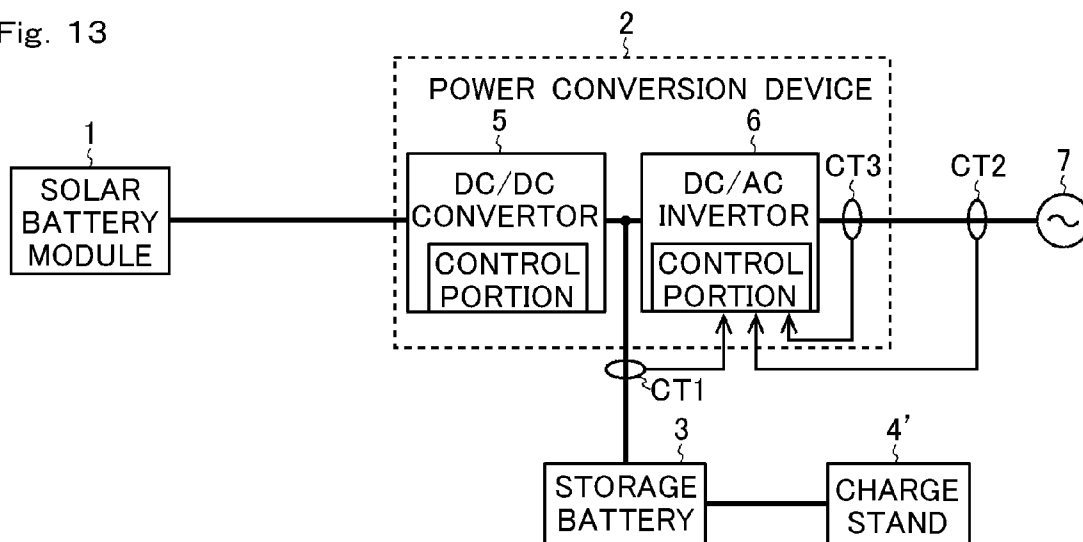 Fig. 13
2
POWER CONVERSION DEVICE
1
SOLAR
BATTERY
MODULE
5
DC/DC
CONVERTOR
CONTROL
PORTION
6
DC/AC
INVERTOR
CONTROL
PORTION
CT3
CT2
7
CT1
3
STORAGE
BATTERY
4'
CHARGE
STAND